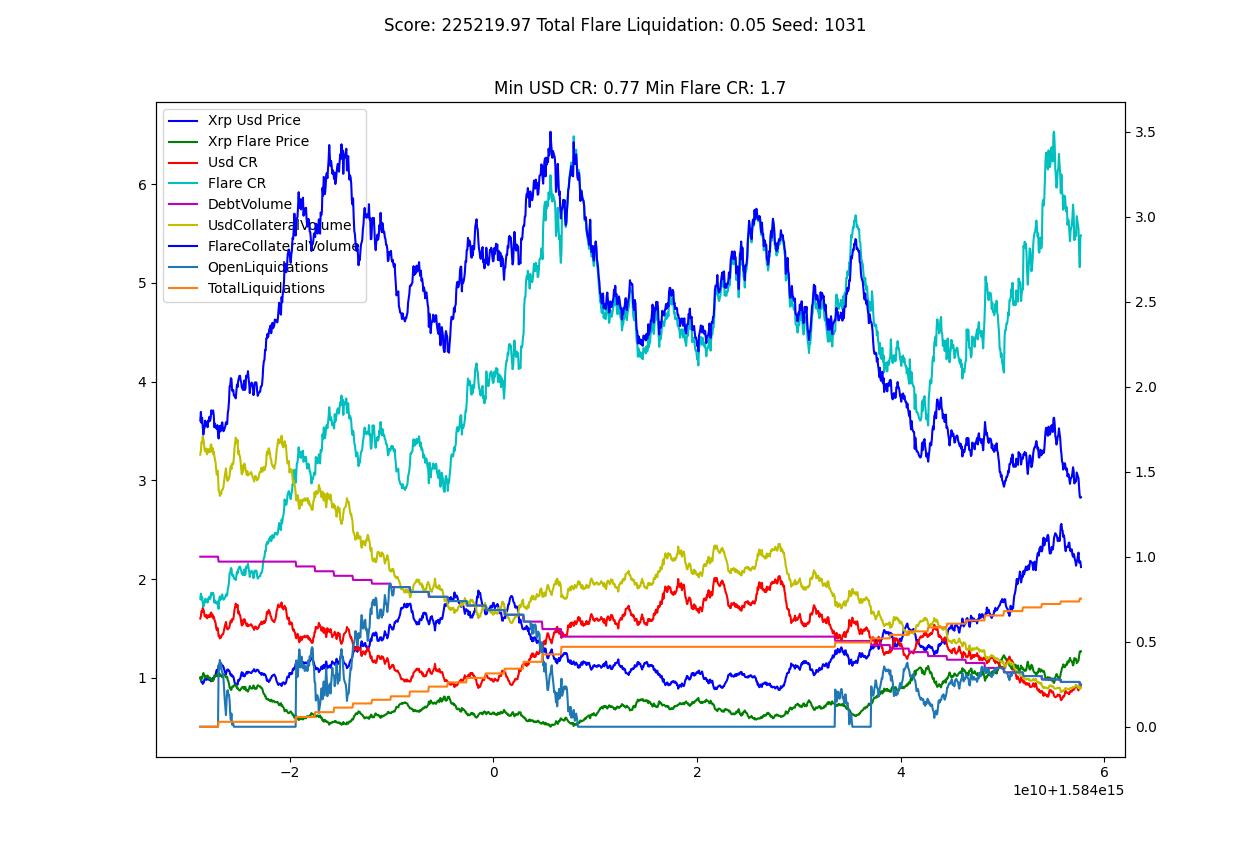 Score: 225219.97 Total Flare Liquidation: 0.05 Seed: 1031
Min USD CR: 0.77 Min Flare CR: 1.7
Xrp Usd Price
Xrp Flare Price
Usd CR
Flare CR
DebtVolume
UsdCollateralVolume
FlareCollateralVolume
OpenLiquidations
TotalLiquidations
6
5
4
3
2
1
3.5
3.0
2.5
2.0
1.5
1.0
0.5
0.0
−2 0 2 4 6
1e10+1.584e15